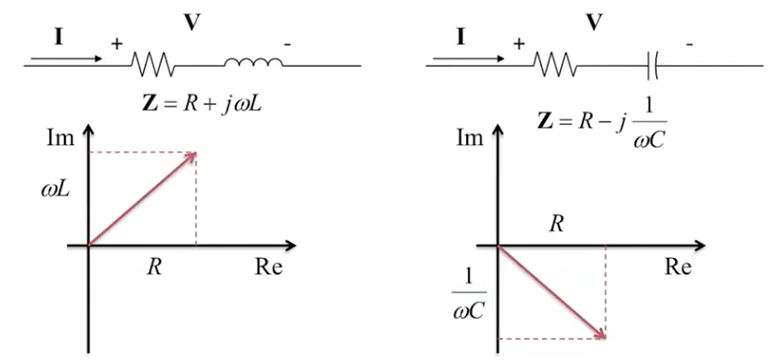 V
I + -
Z = R + jωL
Im
ωL
R Re
V
I + -
Z = R − j 1/ωC
Im
R
Re
1/ωC